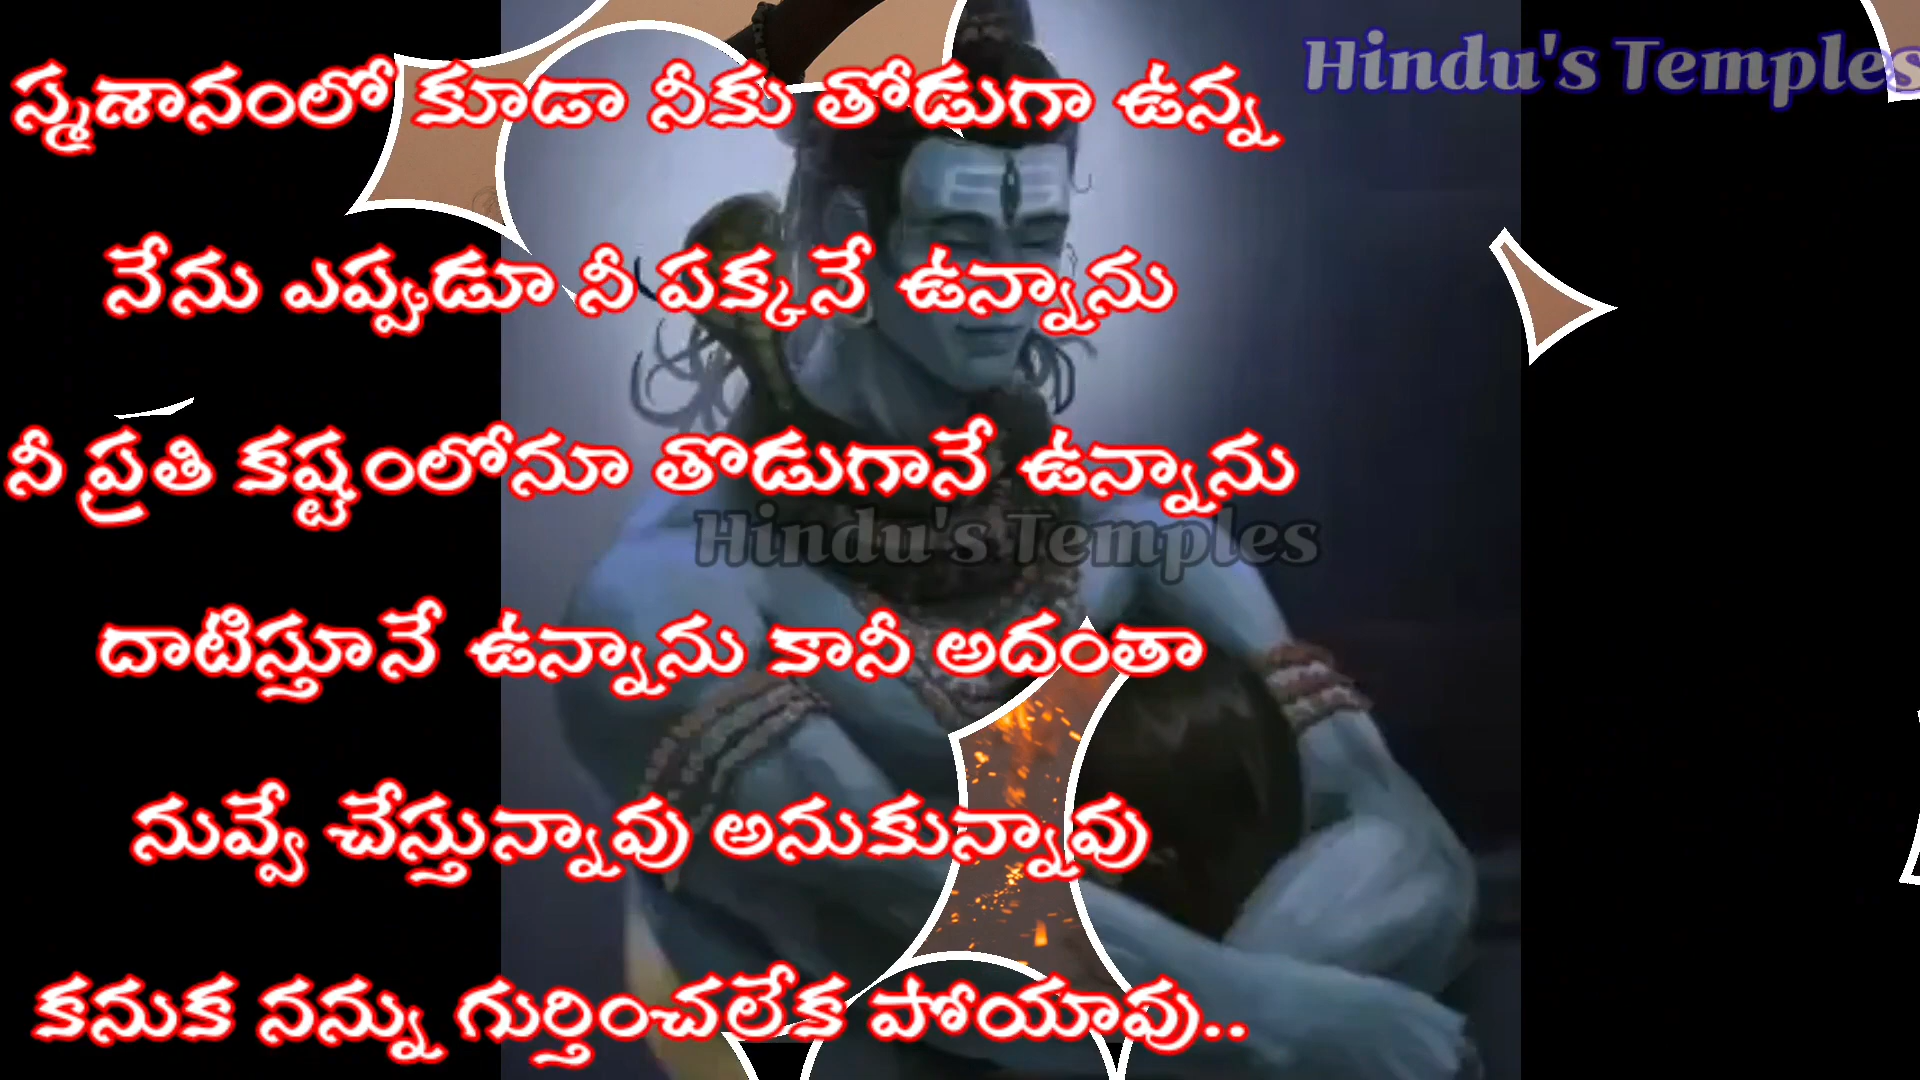 స్మశానంలో కూడా నీకు తోడుగా ఉన్న
Hindu's Temples
నేను ఎప్పుడూ నీ పక్కనే ఉన్నాను
నీ ప్రతి కష్టంలోనూ తొడుగానే ఉన్నాను
Hindu's Temples
దాటిస్తూనే ఉన్నాను కానీ అదంతా
నువ్వే చేస్తున్నావు అనుకున్నావు
కనుక నన్ను గుర్తించలేక పోయావు..